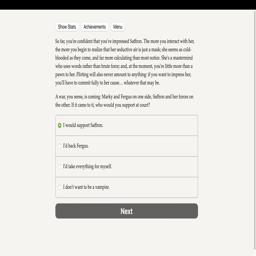 Show Stats Achievements Menu
So far, you're confident that you've impressed Saffron. The more you interact with her,
the more you begin to realize that her seductive air is just a mask; she seems as cold-
blooded as they come, and far more calculating than most rulers. She's a mastermind
who uses words rather than brute force; and, at the moment, you're little more than a
pawn to her. Flirting will also never amount to anything: if you want to impress her,
you'll have to commit fully to her cause… whatever that may be.
A war, you sense, is coming: Marky and Fergus on one side, Saffron and her forces on
the other. If it came to it, who would you support at court?
I would support Saffron.
I'd back Fergus.
I'd take everything for myself.
I don't want to be a vampire.
Next